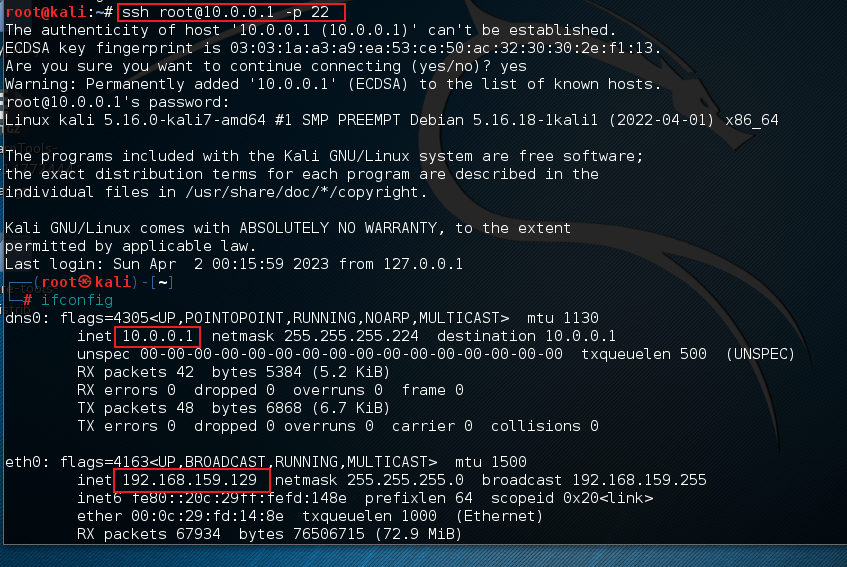 root@kali:~# ssh root@10.0.0.1 -p 22
The authenticity of host '10.0.0.1 (10.0.0.1)' can't be established.
ECDSA key fingerprint is 03:03:1a:a3:a9:ea:53:ce:50:ac:32:30:30:2e:f1:13.
Are you sure you want to continue connecting (yes/no)? yes
Warning: Permanently added '10.0.0.1' (ECDSA) to the list of known hosts.
root@10.0.0.1's password:
Linux kali 5.16.0-kali7-amd64 #1 SMP PREEMPT Debian 5.16.18-1kali1 (2022-04-01) x86_64
The programs included with the Kali GNU/Linux system are free software;
the exact distribution terms for each program are described in the
individual files in /usr/share/doc/*/copyright.
Kali GNU/Linux comes with ABSOLUTELY NO WARRANTY, to the extent
permitted by applicable law.
Last login: Sun Apr  2 00:15:59 2023 from 127.0.0.1
┌──(root㉿kali)-[~]
└─# ifconfig
dns0: flags=4305<UP,POINTOPOINT,RUNNING,NOARP,MULTICAST>  mtu 1130
        inet 10.0.0.1  netmask 255.255.255.224  destination 10.0.0.1
        unspec 00-00-00-00-00-00-00-00-00-00-00-00-00-00-00-00  txqueuelen 500  (UNSPEC)
        RX packets 42  bytes 5384 (5.2 KiB)
        RX errors 0  dropped 0  overruns 0  frame 0
        TX packets 48  bytes 6868 (6.7 KiB)
        TX errors 0  dropped 0 overruns 0  carrier 0  collisions 0
eth0: flags=4163<UP,BROADCAST,RUNNING,MULTICAST>  mtu 1500
        inet 192.168.159.129  netmask 255.255.255.0  broadcast 192.168.159.255
        inet6 fe80::20c:29ff:fefd:148e  prefixlen 64  scopeid 0x20<link>
        ether 00:0c:29:fd:14:8e  txqueuelen 1000  (Ethernet)
        RX packets 67934  bytes 76506715 (72.9 MiB)